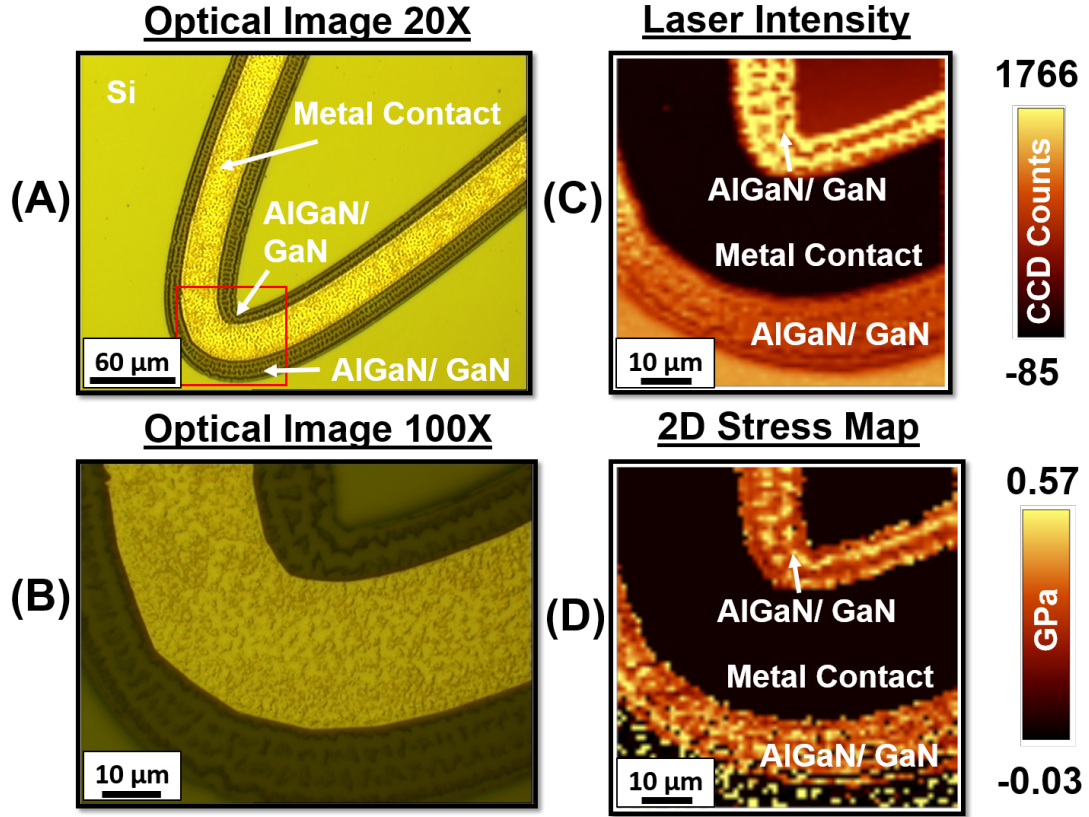 Optical Image 20X
(A)
Si
Metal Contact
AlGaN/
GaN
AlGaN/ GaN
60 µm
Optical Image 100X
(B)
10 µm
Laser Intensity
(C)
AlGaN/ GaN
Metal Contact
AlGaN/ GaN
10 µm
1766
CCD Counts
-85
2D Stress Map
(D)
AlGaN/ GaN
Metal Contact
AlGaN/ GaN
10 µm
0.57
GPa
-0.03